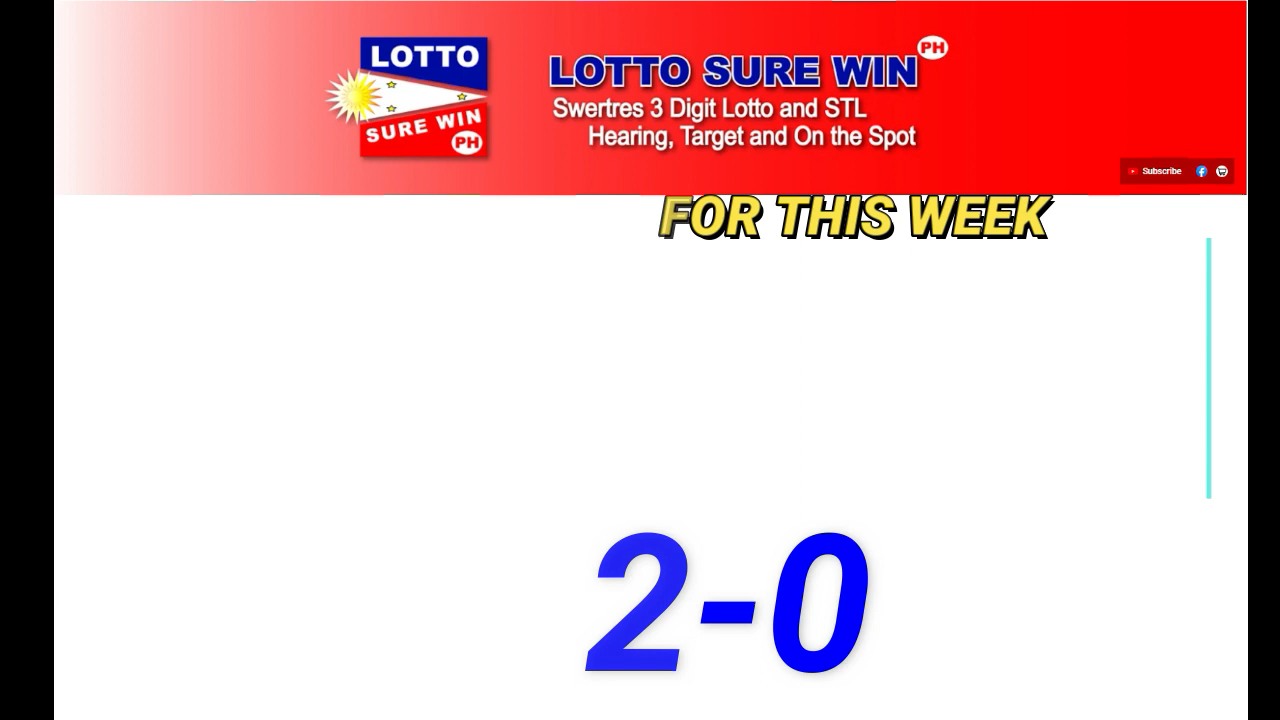 LOTTO
SURE WIN
PH
LOTTO SURE WIN PH
Swertres 3 Digit Lotto and STL
Hearing, Target and On the Spot
Subscribe
FOR THIS WEEK
2-0